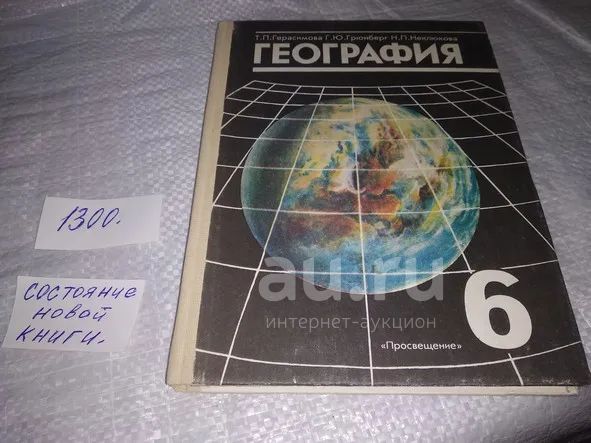 Т.П.Герасимова Г.Ю.Грюнберг Н.П.Неклюкова
ГЕОГРАФИЯ
1300.
СОСТОЯНИЕ
НОВОЙ
КНИГИ.
au.ru
интернет-аукцион
6
«Просвещение»